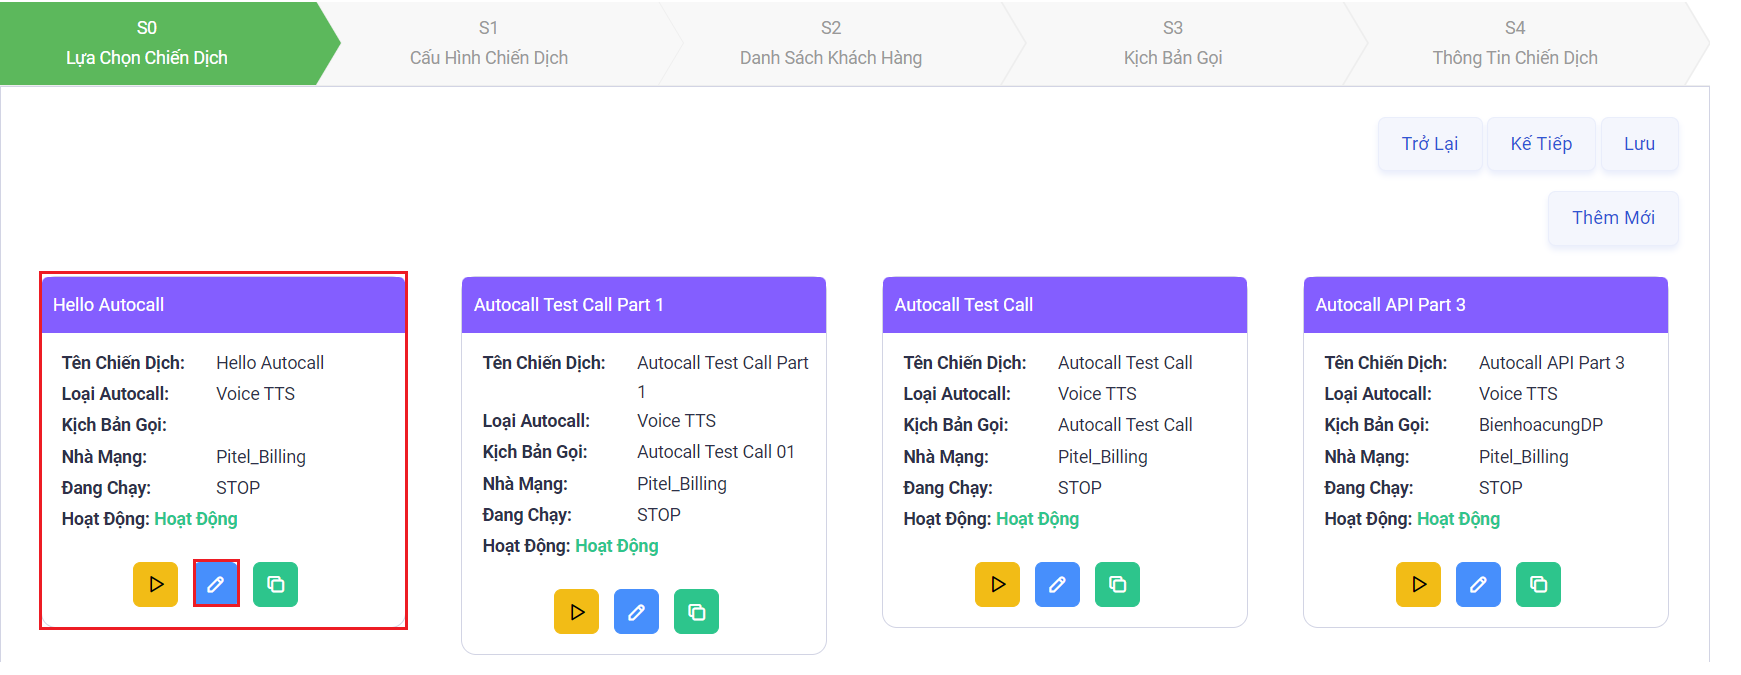 S0
Lựa Chọn Chiến Dịch
S1
Cấu Hình Chiến Dịch
S2
Danh Sách Khách Hàng
S3
Kịch Bản Gọi
S4
Thông Tin Chiến Dịch
Trở Lại
Kế Tiếp
Lưu
Thêm Mới
Hello Autocall
Tên Chiến Dịch: Hello Autocall
Loại Autocall: Voice TTS
Kịch Bản Gọi:
Nhà Mạng: Pitel_Billing
Đang Chạy: STOP
Hoạt Động: Hoạt Động
Autocall Test Call Part 1
Tên Chiến Dịch: Autocall Test Call Part
1
Loại Autocall: Voice TTS
Kịch Bản Gọi: Autocall Test Call 01
Nhà Mạng: Pitel_Billing
Đang Chạy: STOP
Hoạt Động: Hoạt Động
Autocall Test Call
Tên Chiến Dịch: Autocall Test Call
Loại Autocall: Voice TTS
Kịch Bản Gọi: Autocall Test Call
Nhà Mạng: Pitel_Billing
Đang Chạy: STOP
Hoạt Động: Hoạt Động
Autocall API Part 3
Tên Chiến Dịch: Autocall API Part 3
Loại Autocall: Voice TTS
Kịch Bản Gọi: BienhoacungDP
Nhà Mạng: Pitel_Billing
Đang Chạy: STOP
Hoạt Động: Hoạt Động